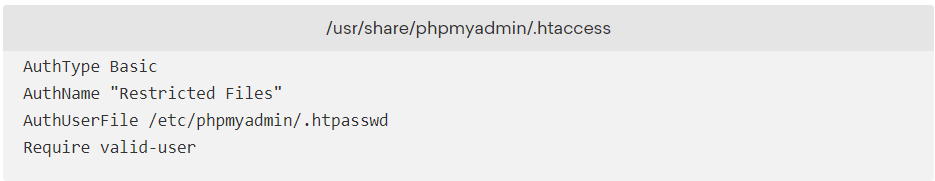 /usr/share/phpmyadmin/.htaccess
AuthType Basic
AuthName "Restricted Files"
AuthUserFile /etc/phpmyadmin/.htpasswd
Require valid-user